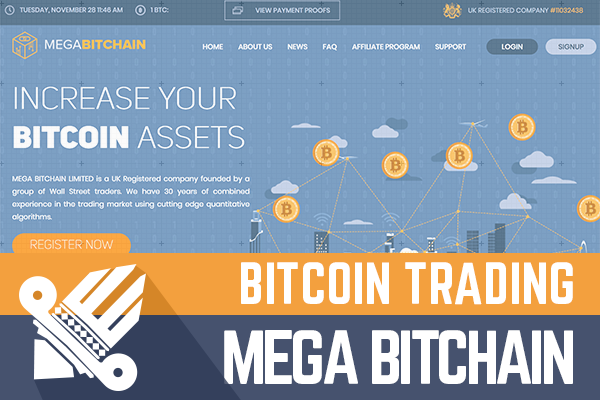 TUESDAY, NOVEMBER 28 11:46 AM 1 BTC: VIEW PAYMENT PROOFS UK REGISTERED COMPANY #11032438
MEGABITCHAIN HOME ABOUT US NEWS FAQ AFFILIATE PROGRAM SUPPORT LOGIN SIGNUP
INCREASE YOUR
BITCOIN ASSETS
MEGA BITCHAIN LIMITED is a UK Registered company founded by a
group of Wall Street traders. We have 30 years of combined
experience in the trading market using cutting edge quantitative
algorithms.
REGISTER NOW
BITCOIN TRADING
MEGA BITCHAIN